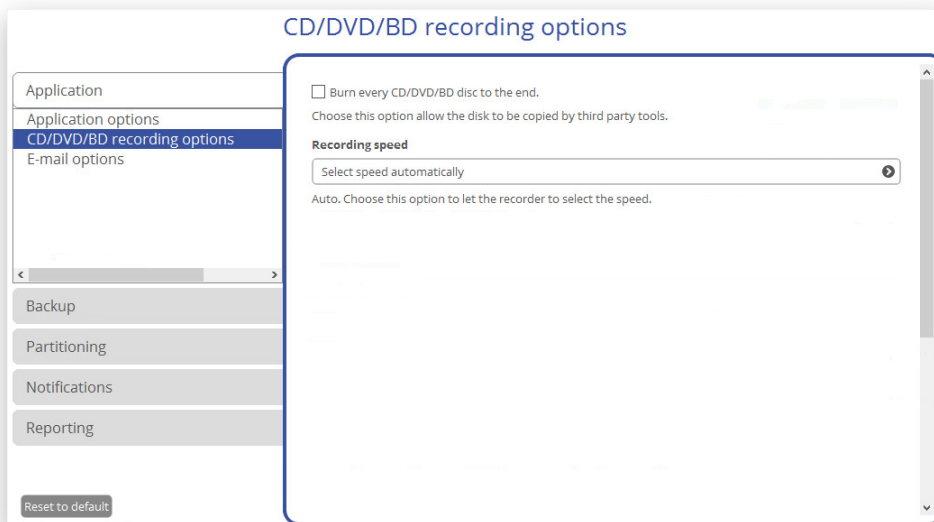 CD/DVD/BD recording options
Application
Application options
CD/DVD/BD recording options
E-mail options
Backup
Partitioning
Notifications
Reporting
Reset to default
Burn every CD/DVD/BD disc to the end.
Choose this option allow the disk to be copied by third party tools.
Recording speed
Select speed automatically
Auto. Choose this option to let the recorder to select the speed.